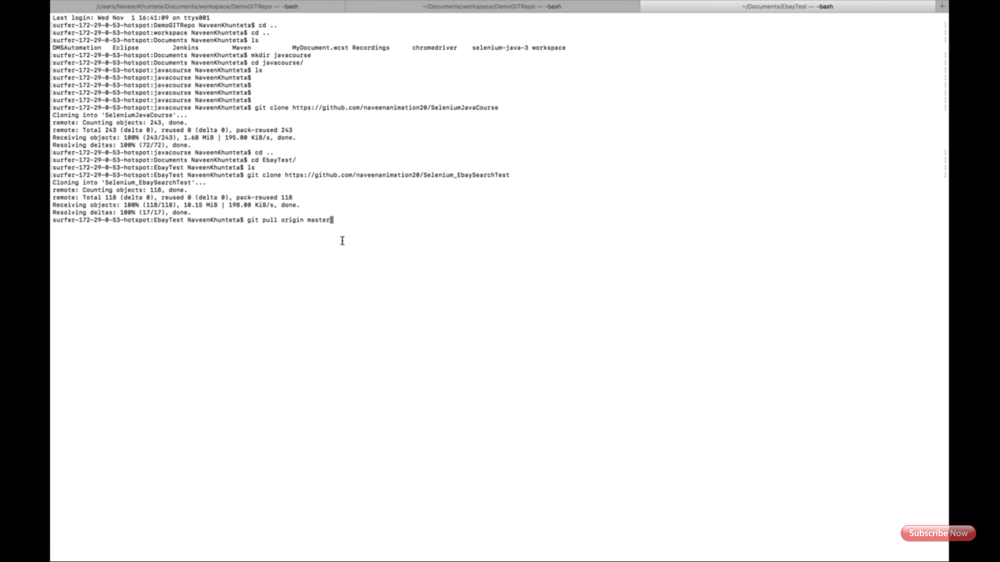 /Users/NaveenKhunteta/Documents/workspace/DemoGITRepo — -bash
~/Documents/workspace/DemoGITRepo — -bash
~/Documents/EbayTest — -bash
+
Last login: Wed Nov  1 16:41:09 on ttys001
[surfer-172-29-0-53-hotspot:DemoGITRepo NaveenKhunteta$ cd .. ]
[surfer-172-29-0-53-hotspot:workspace NaveenKhunteta$ cd .. ]
[surfer-172-29-0-53-hotspot:Documents NaveenKhunteta$ ls ]
DMSAutomation Eclipse Jenkins Maven MyDocument.wcst Recordings chromedriver selenium-java-3 workspace
[surfer-172-29-0-53-hotspot:Documents NaveenKhunteta$ mkdir javacourse ]
[surfer-172-29-0-53-hotspot:Documents NaveenKhunteta$ cd javacourse/ ]
[surfer-172-29-0-53-hotspot:javacourse NaveenKhunteta$ ls ]
[surfer-172-29-0-53-hotspot:javacourse NaveenKhunteta$ ]
[surfer-172-29-0-53-hotspot:javacourse NaveenKhunteta$ ]
[surfer-172-29-0-53-hotspot:javacourse NaveenKhunteta$ ]
[surfer-172-29-0-53-hotspot:javacourse NaveenKhunteta$ ]
[surfer-172-29-0-53-hotspot:javacourse NaveenKhunteta$ git clone https://github.com/naveenanimation20/SeleniumJavaCourse ]
Cloning into 'SeleniumJavaCourse'...
remote: Counting objects: 243, done.
remote: Total 243 (delta 0), reused 0 (delta 0), pack-reused 243
Receiving objects: 100% (243/243), 1.68 MiB | 195.00 KiB/s, done.
Resolving deltas: 100% (72/72), done.
[surfer-172-29-0-53-hotspot:javacourse NaveenKhunteta$ cd .. ]
[surfer-172-29-0-53-hotspot:Documents NaveenKhunteta$ cd EbayTest/ ]
[surfer-172-29-0-53-hotspot:EbayTest NaveenKhunteta$ ls ]
[surfer-172-29-0-53-hotspot:EbayTest NaveenKhunteta$ git clone https://github.com/naveenanimation20/Selenium_EbaySearchTest ]
Cloning into 'Selenium_EbaySearchTest'...
remote: Counting objects: 118, done.
remote: Total 118 (delta 0), reused 0 (delta 0), pack-reused 118
Receiving objects: 100% (118/118), 10.15 MiB | 198.00 KiB/s, done.
Resolving deltas: 100% (17/17), done.
surfer-172-29-0-53-hotspot:EbayTest NaveenKhunteta$ git pull origin master
Subscribe Now